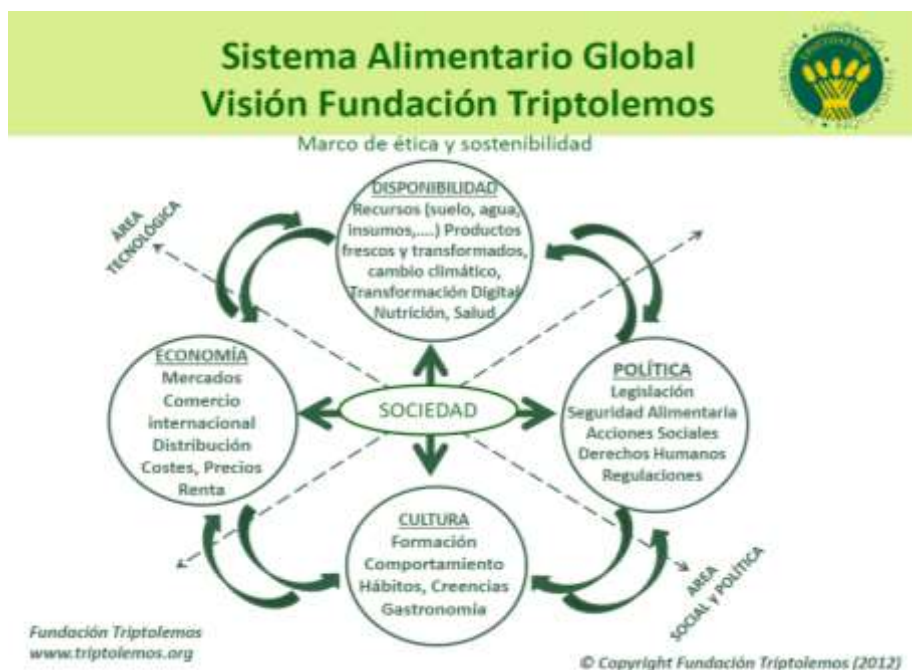 Sistema Alimentario Global
Visión Fundación Triptolemos
Marco de ética y sostenibilidad
DISPONIBILIDAD
Recursos (suelo, agua,
insumos,....) Productos
frescos y transformados,
cambio climático,
Transformación Digital
Nutrición, Salud
ÁREA
TECNOLÓGICA
ECONOMÍA
Mercados
Comercio
internacional
Distribución
Costes, Precios
Renta
SOCIEDAD
POLÍTICA
Legislación
Seguridad Alimentaria
Acciones Sociales
Derechos Humanos
Regulaciones
CULTURA
Formación
Comportamiento
Hábitos, Creencias
Gastronomía
AREA
SOCIAL y POLÍTICA
Fundación Triptolemos
www.triptolemos.org
© Copyright Fundación Triptolemos (2012)